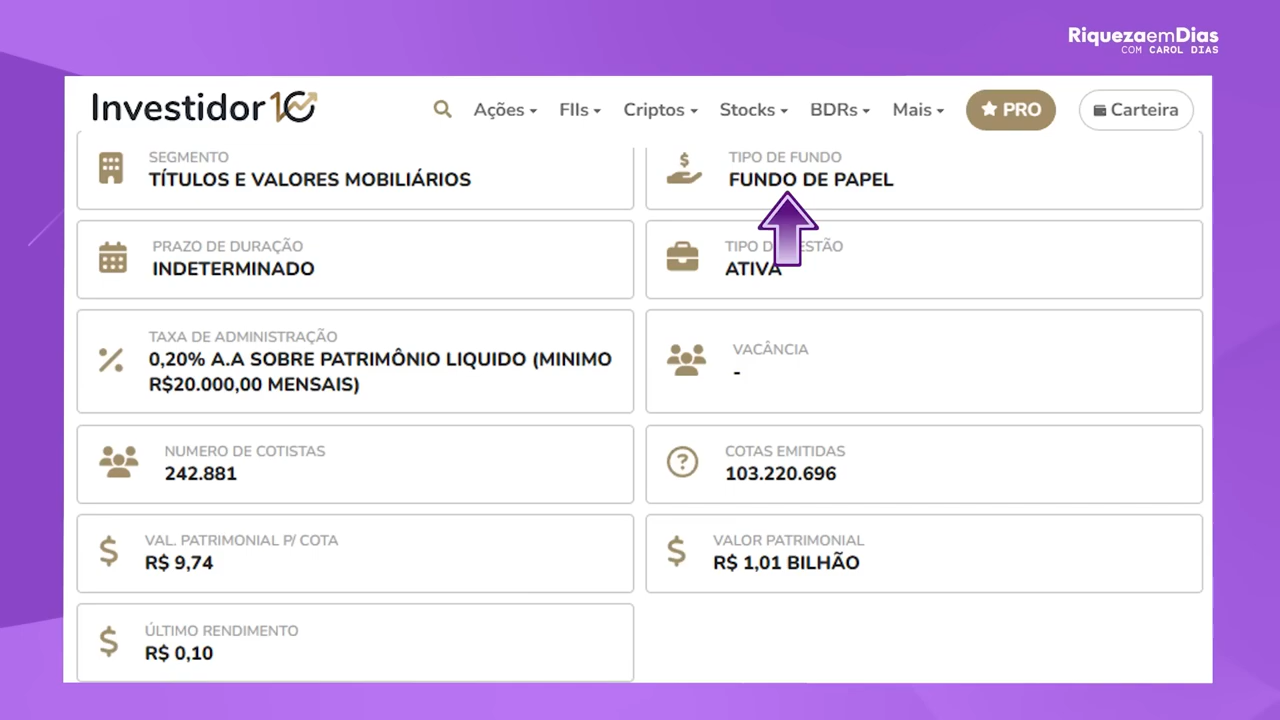 RiquezaemDias
COM CAROL DIAS
Investidor10
Ações
FIIs
Criptos
Stocks
BDRs
Mais
PRO
Carteira
SEGMENTO
TÍTULOS E VALORES MOBILIÁRIOS
TIPO DE FUNDO
FUNDO DE PAPEL
PRAZO DE DURAÇÃO
INDETERMINADO
TIPO D ESTÃO
ATIVA
TAXA DE ADMINISTRAÇÃO
0,20% A.A SOBRE PATRIMÔNIO LIQUIDO (MINIMO
R$20.000,00 MENSAIS)
VACÂNCIA
-
NUMERO DE COTISTAS
242.881
COTAS EMITIDAS
103.220.696
VAL. PATRIMONIAL P/ COTA
R$ 9,74
VALOR PATRIMONIAL
R$ 1,01 BILHÃO
ÚLTIMO RENDIMENTO
R$ 0,10